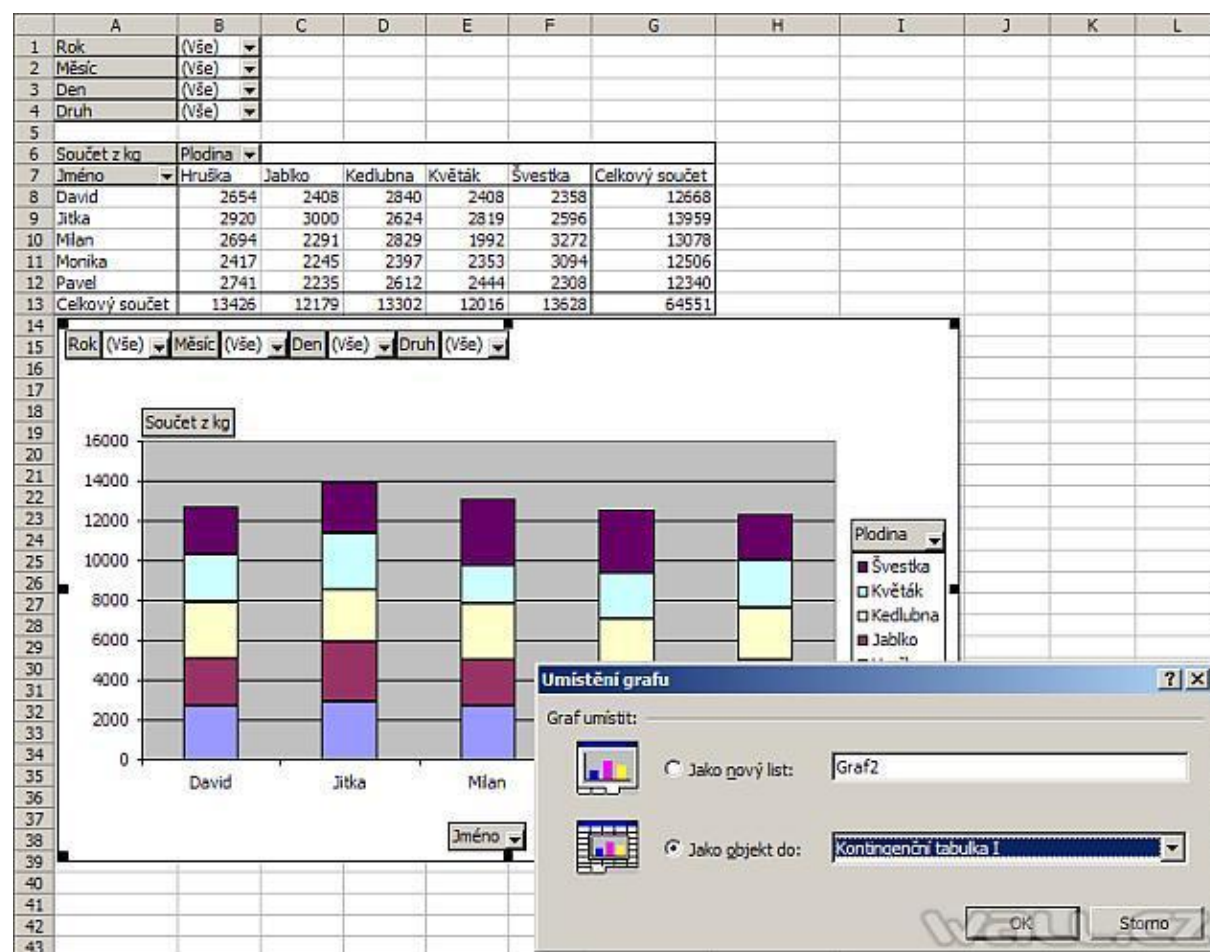 A B C D E F G H I J K L
1 Rok (Vše)
2 Měsíc (Vše)
3 Den (Vše)
4 Druh (Vše)
5
6 Součet z kg Plodina
7 Jméno Hruška Jablko Kedlubna Květák Švestka Celkový součet
8 David 2654 2408 2840 2408 2358 12668
9 Jitka 2920 3000 2624 2819 2596 13959
10 Milan 2694 2291 2829 1992 3272 13078
11 Monika 2417 2245 2397 2353 3094 12506
12 Pavel 2741 2235 2612 2444 2308 12340
13 Celkový součet 13426 12179 13302 12016 13628 64551
14
15 Rok (Vše) Měsíc (Vše) Den (Vše) Druh (Vše)
16
17
18
19 Součet z kg
20 16000
21
22 14000
23
24 12000
25 Plodina
26 10000 Švestka
27 Květák
28 8000 Kedlubna
29 6000 Jablko
30
31 4000 Umístění grafu
32
33 2000 Graf umístit:
34 0
35 Jako nový list: Graf2
36 David Jitka Milan
37
38 Jméno Jako objekt do: Kontingenční tabulka I
39
40
41
42 OK Storno
43
wall.cz